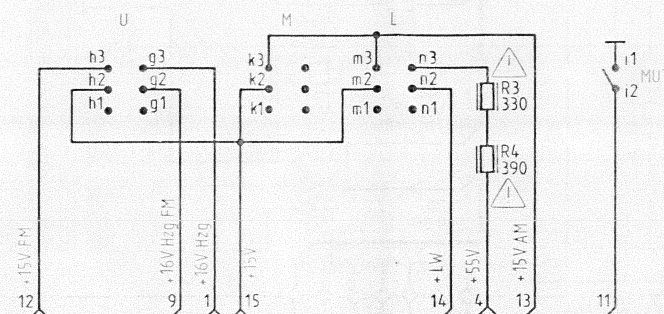 U M L
h3 g3 k3 m3 n3 i1
h2 g2 k2 m2 n2 R3 i2 MUT
h1 g1 k1 m1 n1 330
R4
390
+15V FM +16V Hzg FM +16V Hzg +15V +LW +55V +15V AM
12 9 1 15 14 4 13 11